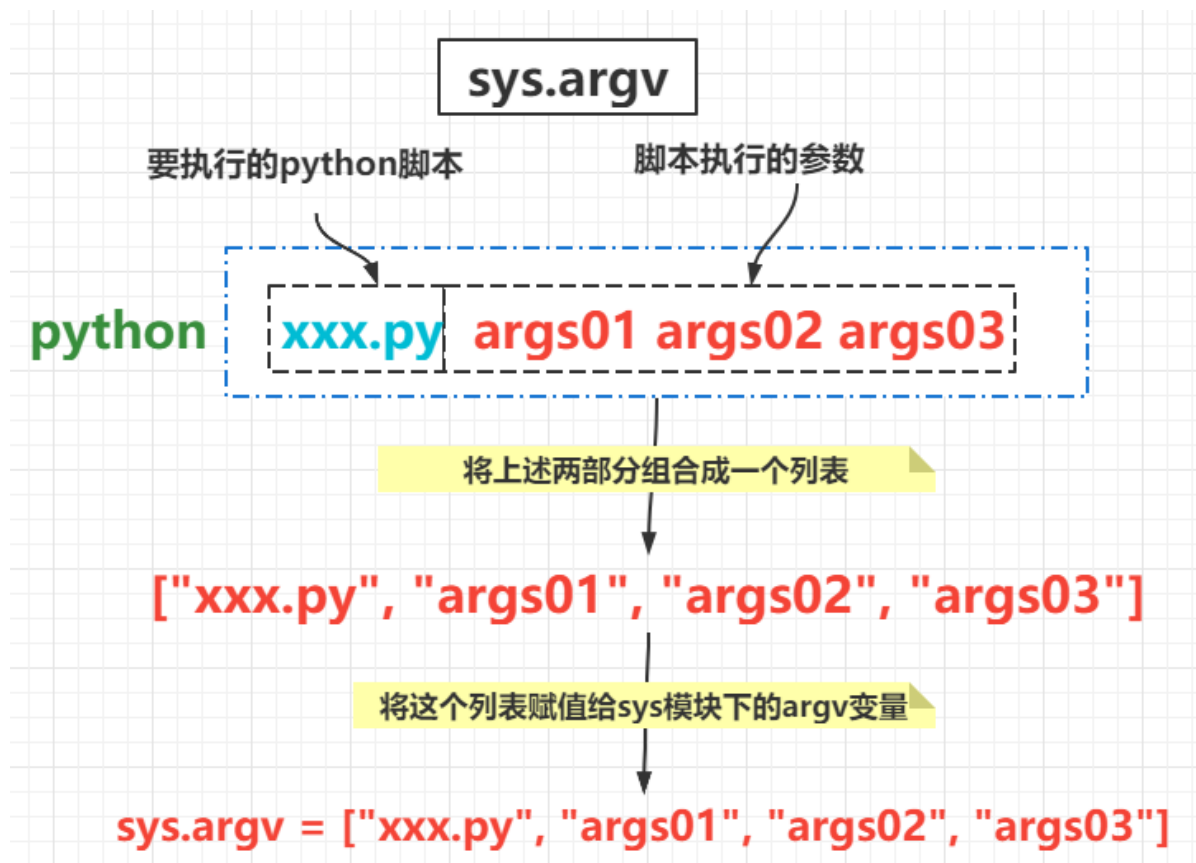 sys.argv
要执行的python脚本
脚本执行的参数
python xxx.py args01 args02 args03
将上述两部分组合成一个列表
["xxx.py", "args01", "args02", "args03"]
将这个列表赋值给sys模块下的argv变量
sys.argv = ["xxx.py", "args01", "args02", "args03"]